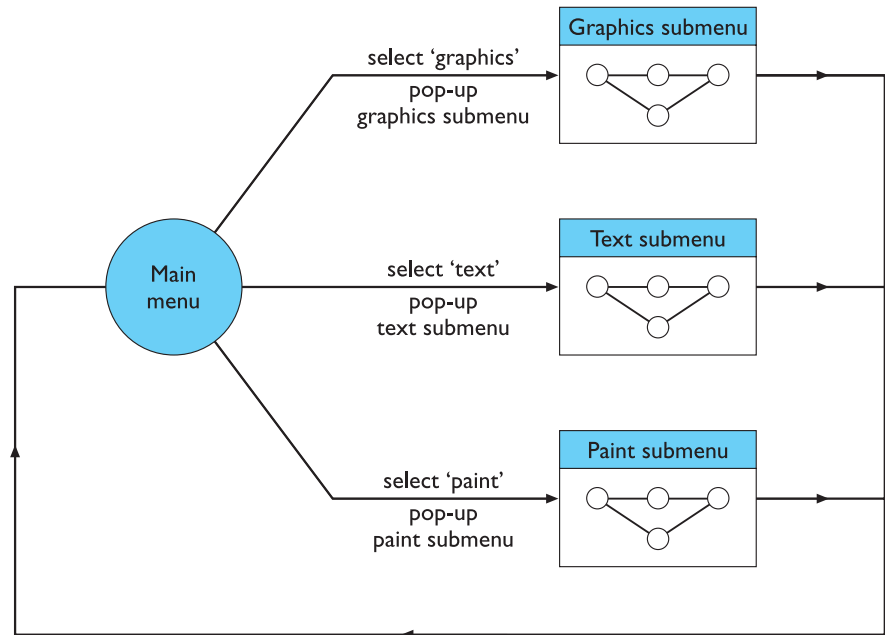 Graphics submenu
select ‘graphics’
pop-up
graphics submenu
Main
menu
Text submenu
select ‘text’
pop-up
text submenu
Paint submenu
select ‘paint’
pop-up
paint submenu